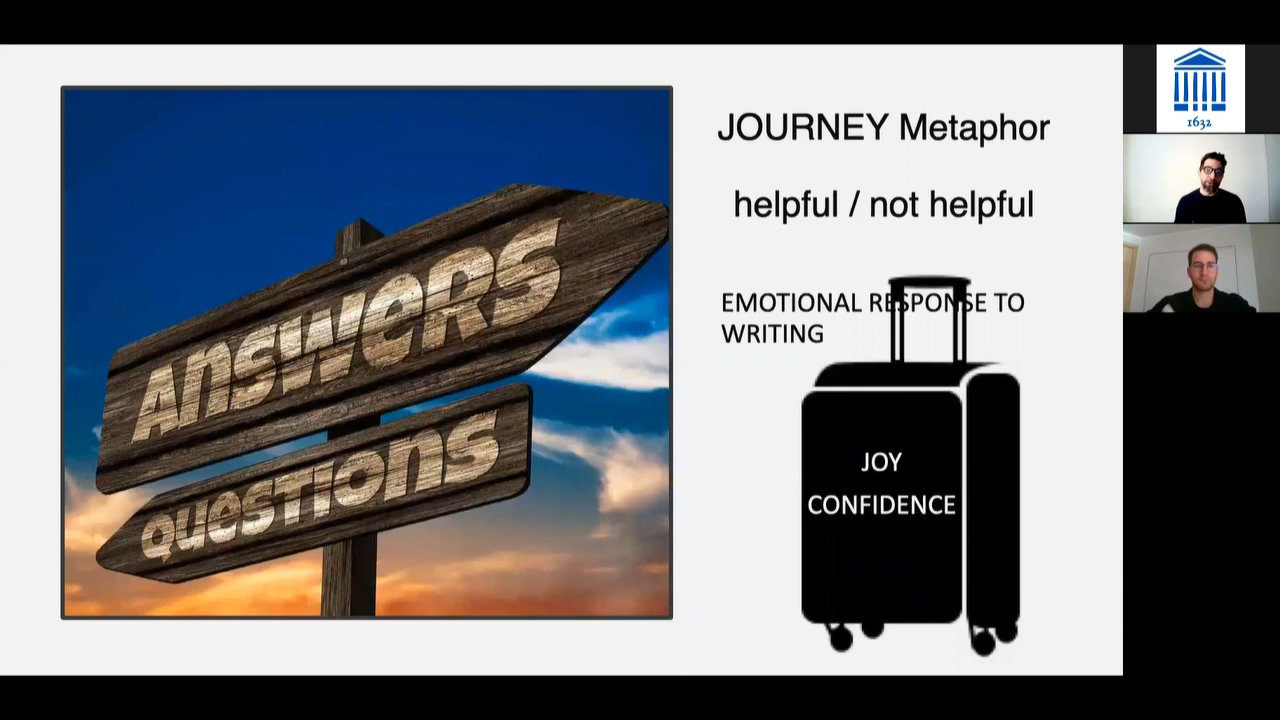 ANSWERS
QUESTIONS
JOURNEY Metaphor
helpful / not helpful
EMOTIONAL RESPONSE TO
WRITING
JOY
CONFIDENCE
1632